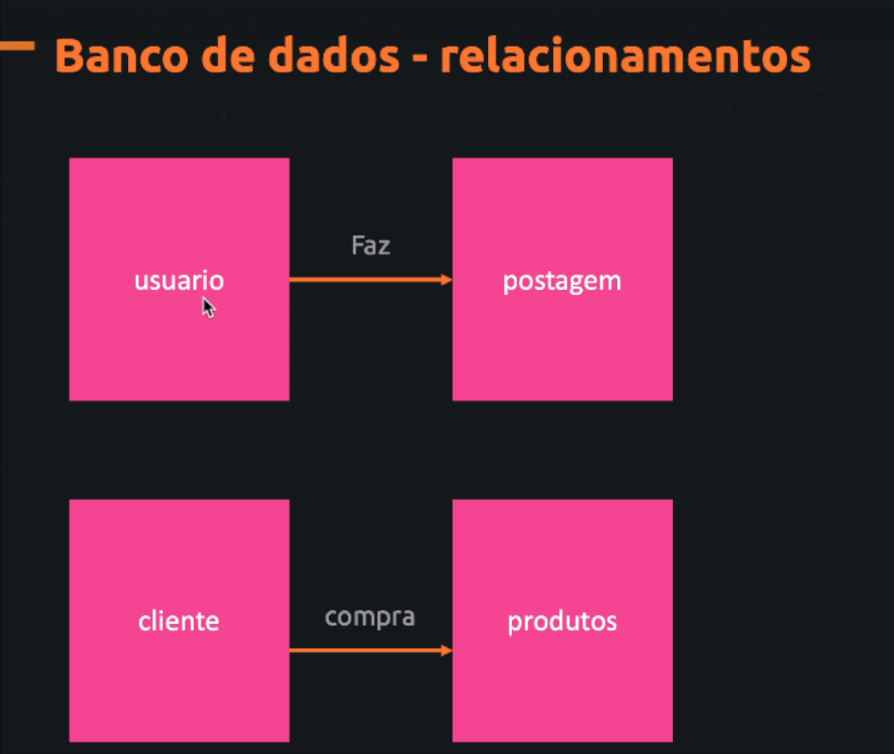 Banco de dados - relacionamentos
Faz
usuario
postagem
compra
cliente
produtos